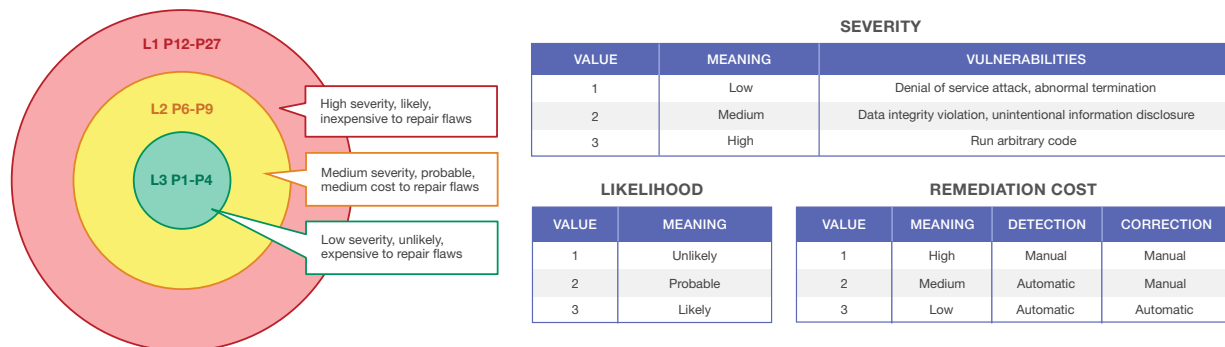 L1 P12-P27
L2 P6-P9
L3 P1-P4
High severity, likely,
inexpensive to repair flaws
Medium severity, probable,
medium cost to repair flaws
Low severity, unlikely,
expensive to repair flaws
SEVERITY
VALUE MEANING VULNERABILITIES
1 Low Denial of service attack, abnormal termination
2 Medium Data integrity violation, unintentional information disclosure
3 High Run arbitrary code
LIKELIHOOD
VALUE MEANING
1 Unlikely
2 Probable
3 Likely
REMEDIATION COST
VALUE MEANING DETECTION CORRECTION
1 High Manual Manual
2 Medium Automatic Manual
3 Low Automatic Automatic